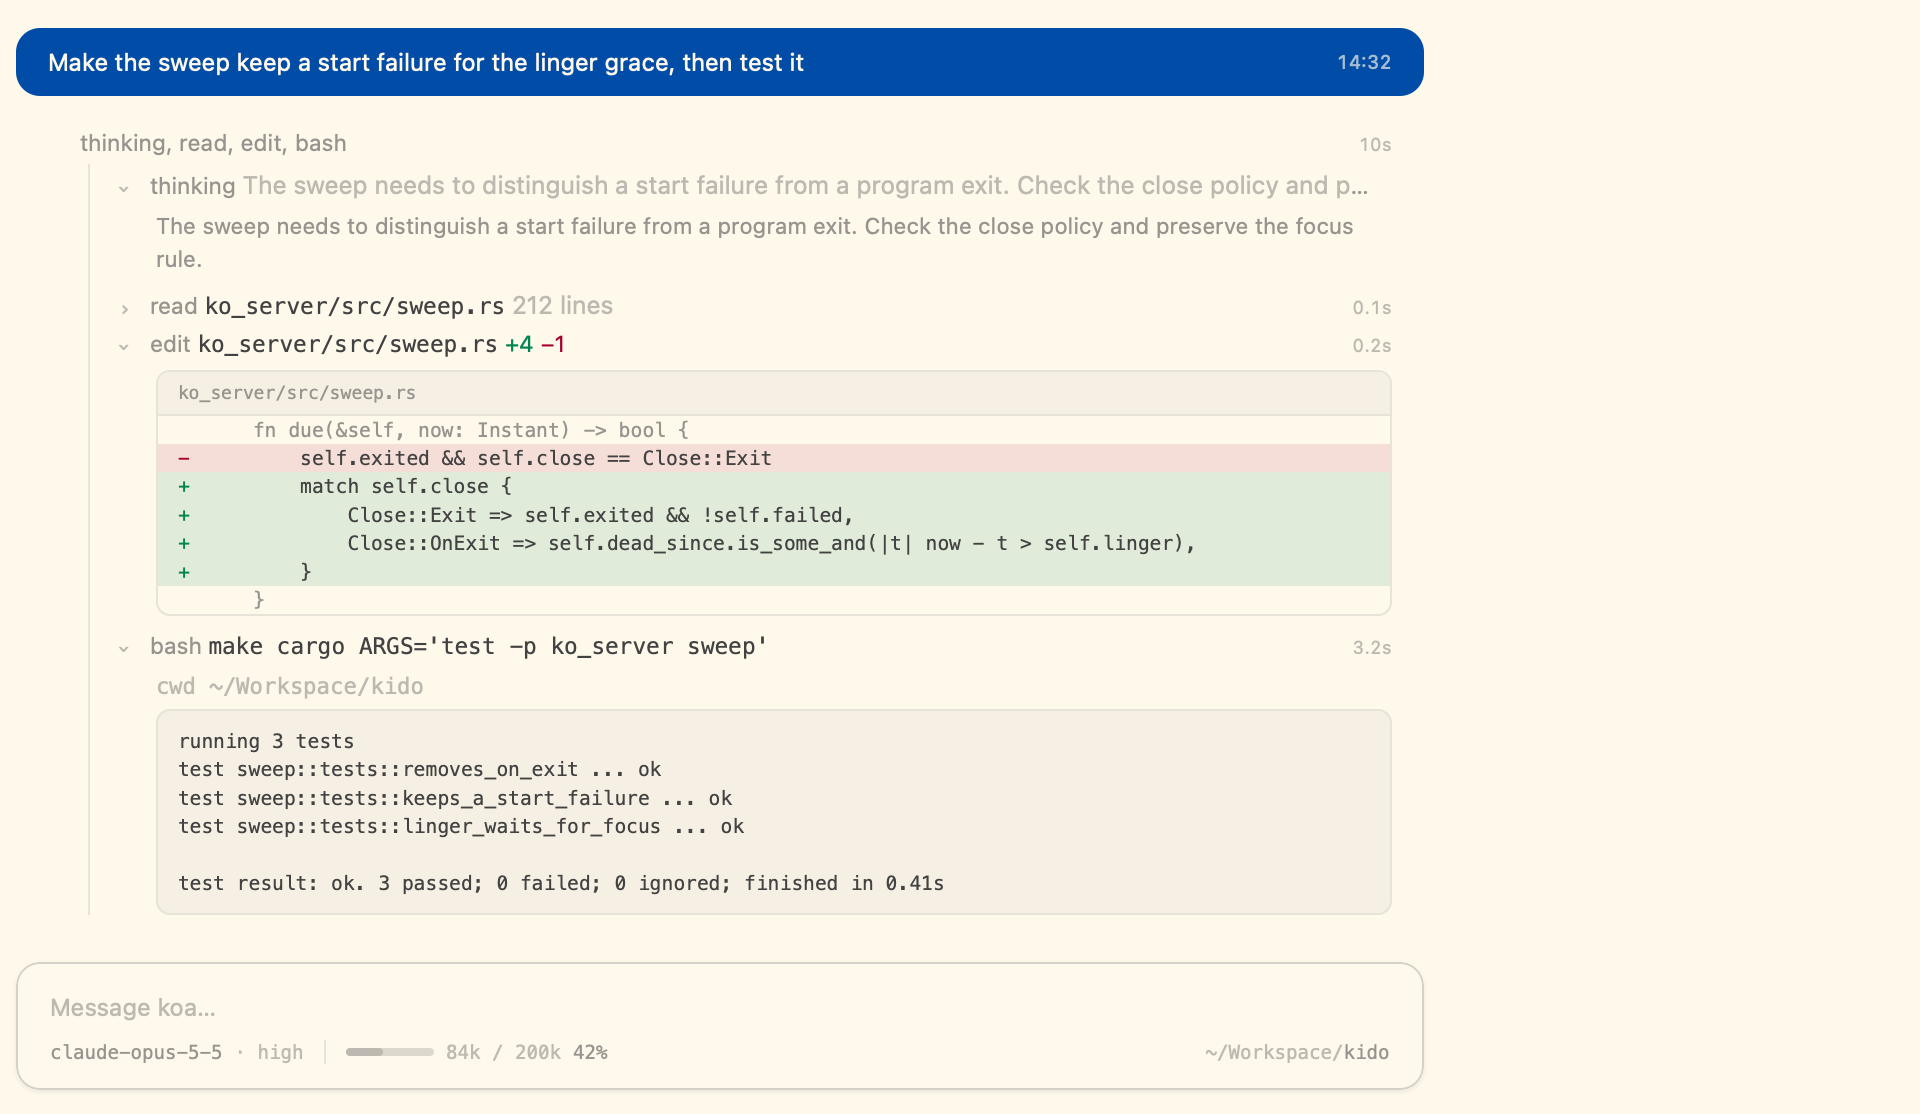 Make the sweep keep a start failure for the linger grace, then test it 14:32
thinking, read, edit, bash 10s
thinking The sweep needs to distinguish a start failure from a program exit. Check the close policy and p...
The sweep needs to distinguish a start failure from a program exit. Check the close policy and preserve the focus
rule.
read ko_server/src/sweep.rs 212 lines 0.1s
edit ko_server/src/sweep.rs +4 −1 0.2s
ko_server/src/sweep.rs
fn due(&self, now: Instant) -> bool {
−         self.exited && self.close == Close::Exit
+         match self.close {
+             Close::Exit => self.exited && !self.failed,
+             Close::OnExit => self.dead_since.is_some_and(|t| now - t > self.linger),
+         }
}
bash make cargo ARGS='test -p ko_server sweep' 3.2s
cwd ~/Workspace/kido
running 3 tests
test sweep::tests::removes_on_exit ... ok
test sweep::tests::keeps_a_start_failure ... ok
test sweep::tests::linger_waits_for_focus ... ok
test result: ok. 3 passed; 0 failed; 0 ignored; finished in 0.41s
Message koa...
claude-opus-5-5 · high 84k / 200k 42% ~/Workspace/kido